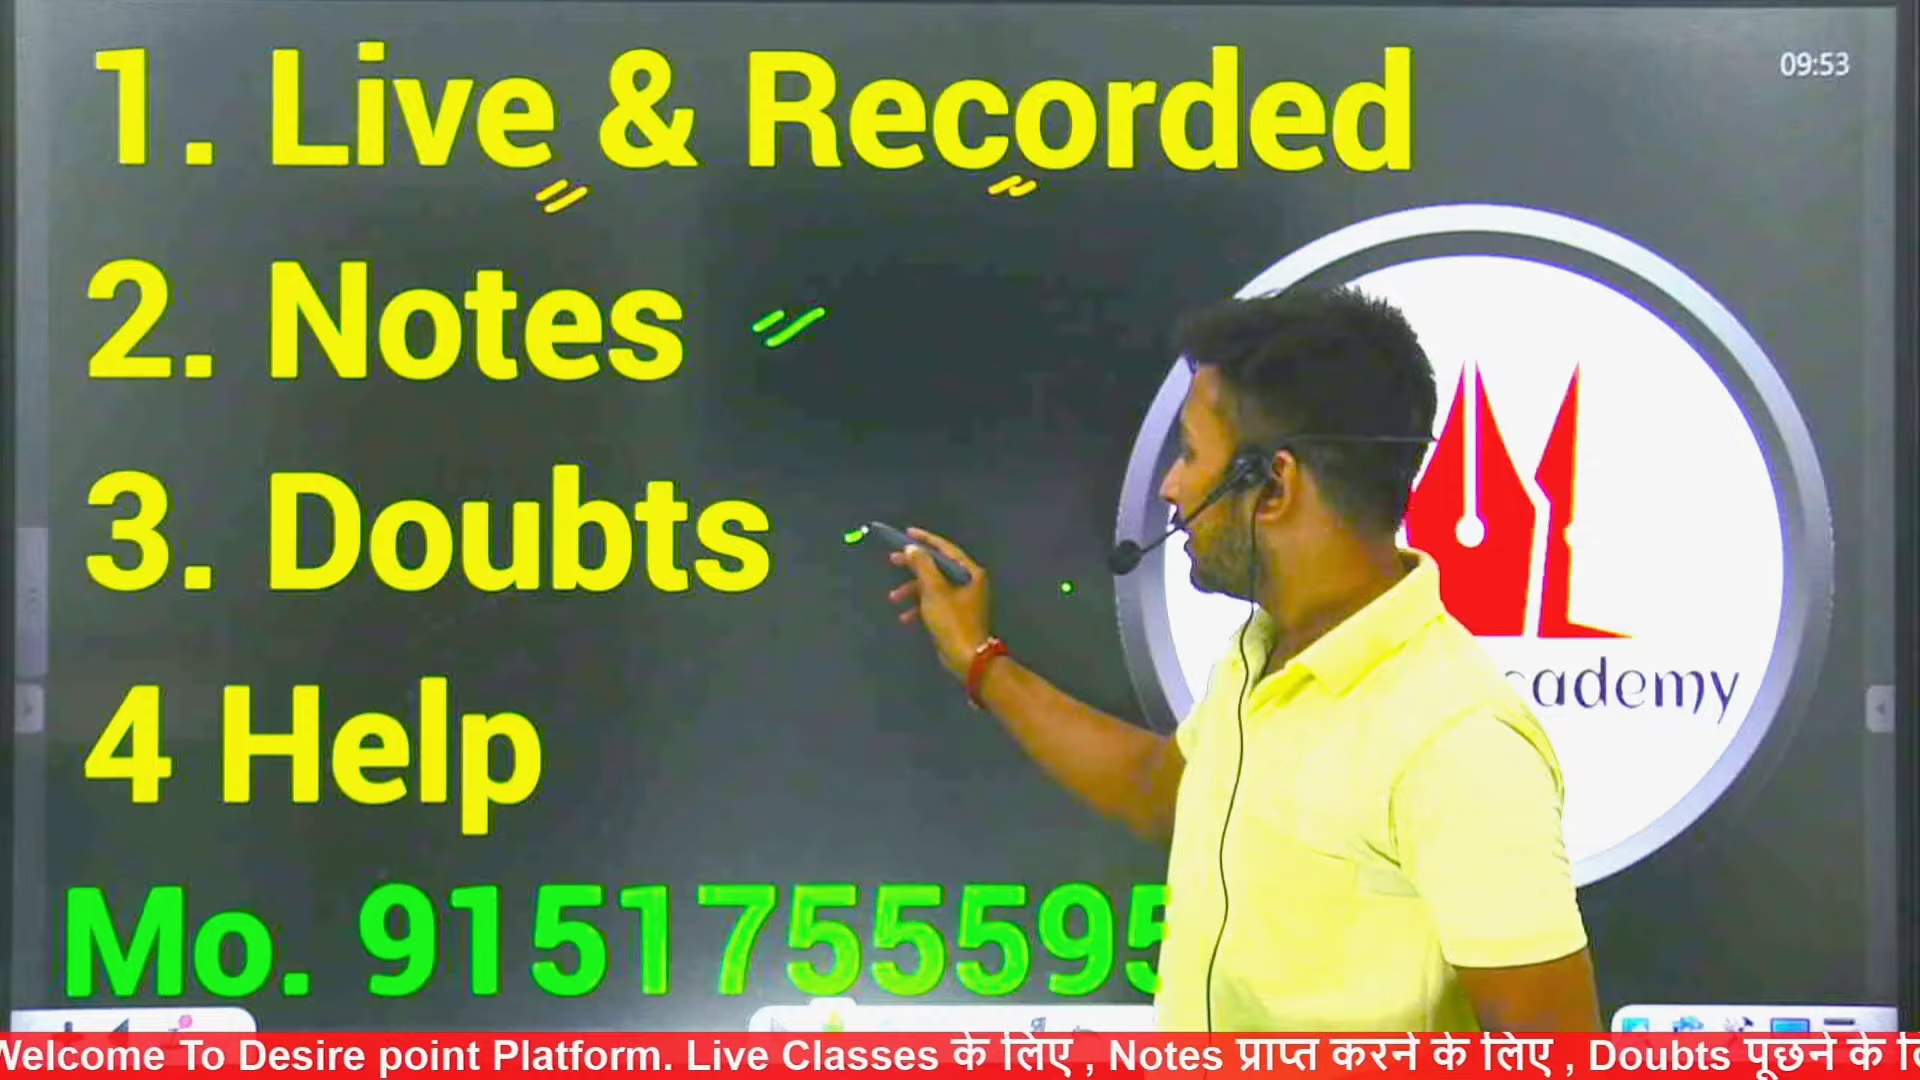 1. Live & Recorded
09:53
2. Notes
3. Doubts
4 Help
Mo. 915175559
Welcome To Desire point Platform. Live Classes के लिए , Notes प्राप्त करने के लिए , Doubts पूछने के